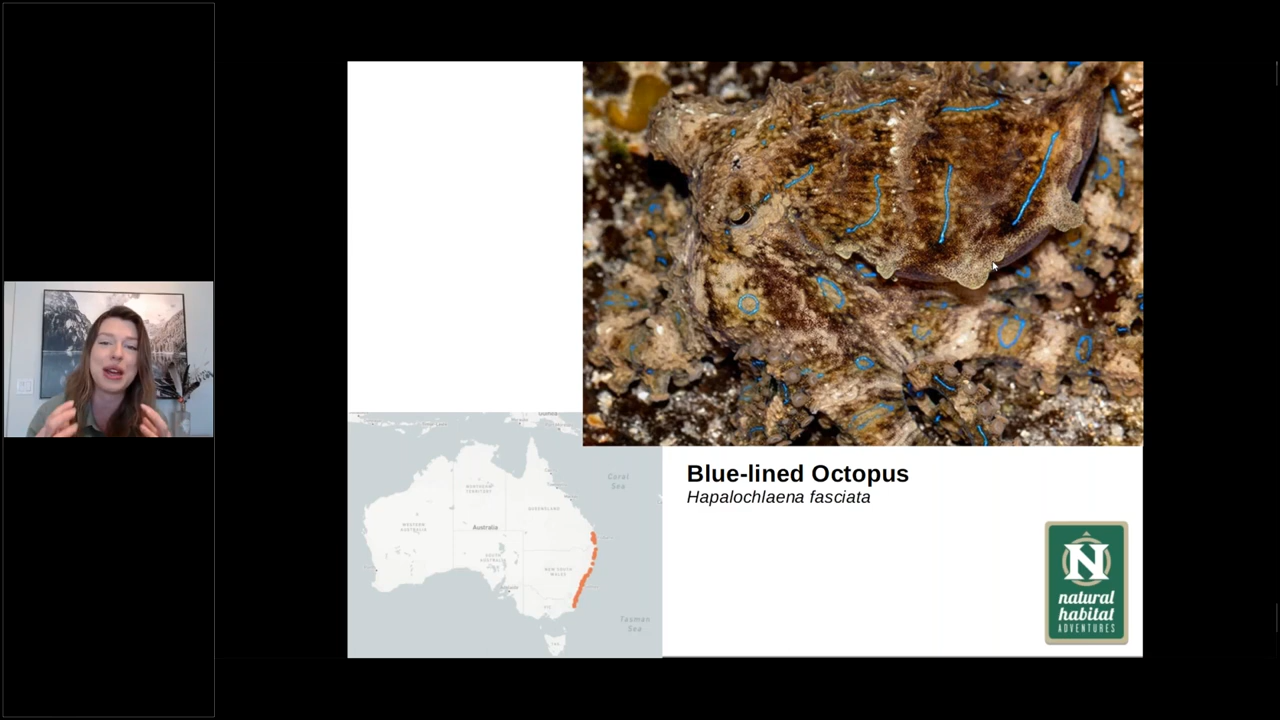 Coral
Sea
NORTHERN
TERRITORY
QUEENSLAND
WESTERN
AUSTRALIA
Australia
SOUTH
AUSTRALIA
NEW SOUTH
WALES
Tasman
Sea
Blue-lined Octopus
Hapalochlaena fasciata
N
natural
habitat
ADVENTURES